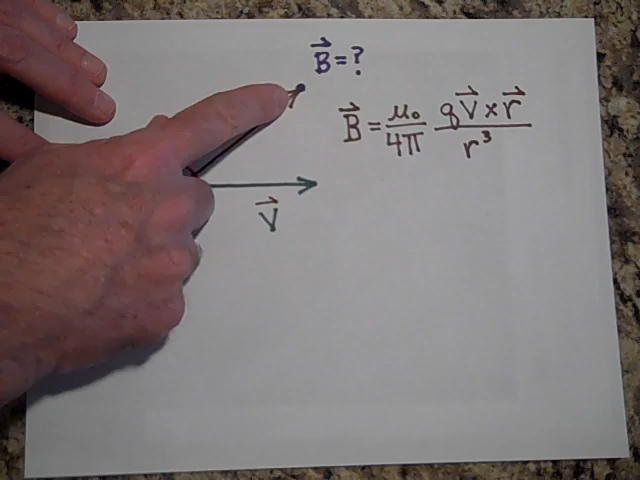 B⃗ = ?
B⃗ = μ₀/4π qV⃗ × r⃗/r³
V⃗